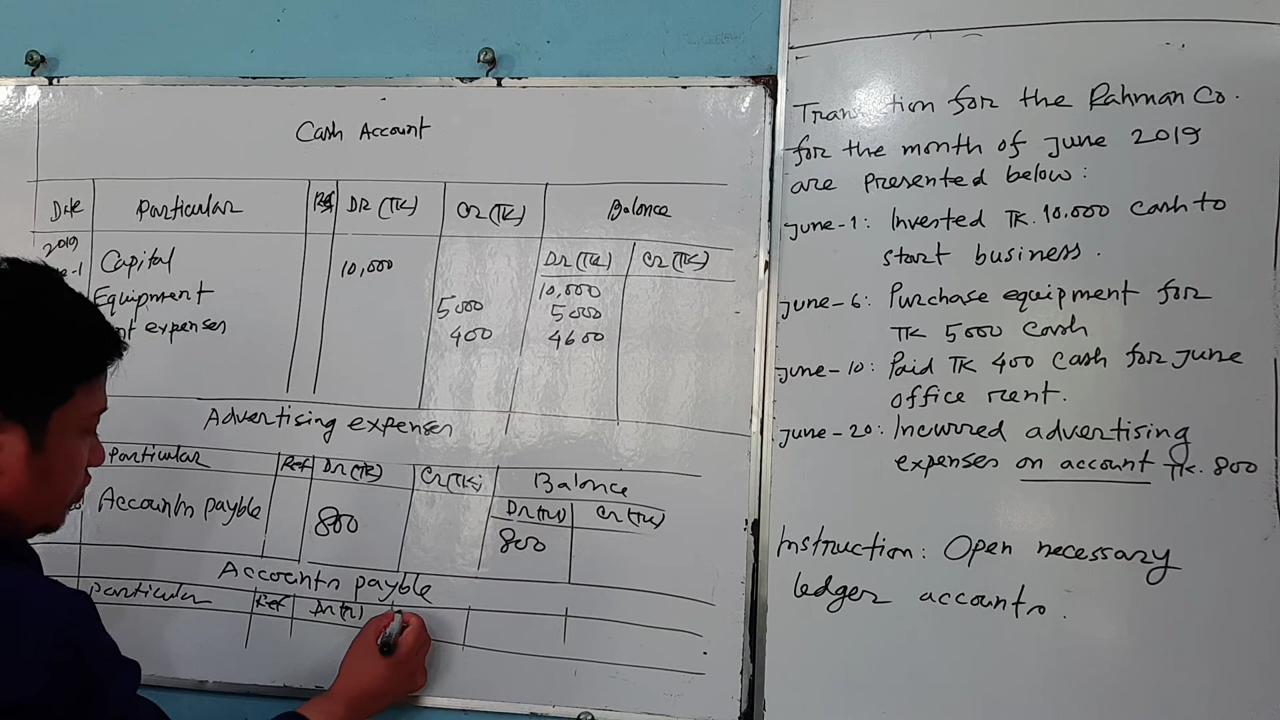 Cash Account
Date Particular Ref DR (TK) CR (TK) Balance
2019 DR (TK) CR (TK)
Capital 10,000 10,000
Equipment 5000 5000
expenses 400 4600
Advertising expenses
Particular Ref DR (TK) CR (TK) Balance
DR (TK) CR (TK)
Accounts payble 800 800
Accounts payble
Particular Ref DR (TK)
for the Rahman Co.
for the month of June 2019
are presented below:
June-1: Invested TK. 10.000 cash to
start business.
June-6: Purchase equipment for
TK 5000 cash
June-10: Paid TK 400 cash for June
office rent.
June-20: Incurred advertising
expenses on account TK. 800
Instruction: Open necessary
ledger accounts.